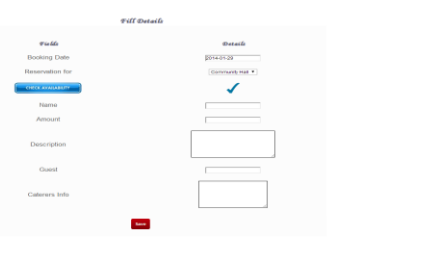 Fill Details
Fields Details
Booking Date 2014-01-29
Reservation for Community Hall
CHECK AVAILABILITY
Name
Amount
Description
Guest
Caterers Info
Save